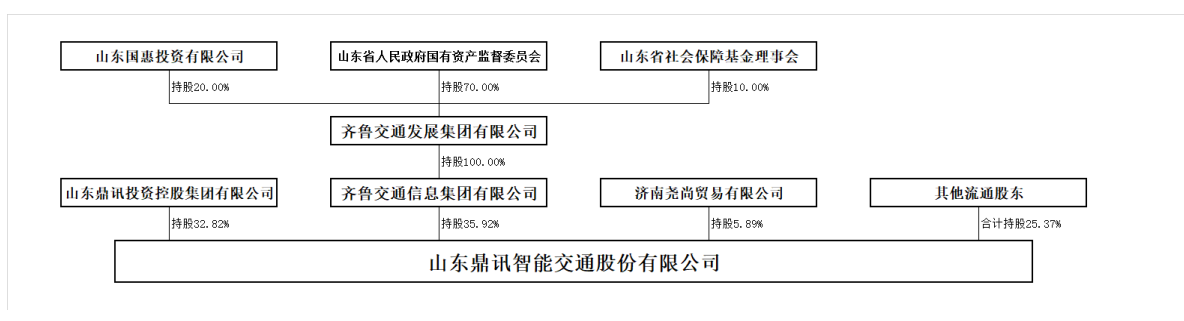 山东国惠投资有限公司
山东省人民政府国有资产监督委员会
山东省社会保障基金理事会
持股20.00%
持股70.00%
持股10.00%
齐鲁交通发展集团有限公司
持股100.00%
山东鼎讯投资控股集团有限公司
齐鲁交通信息集团有限公司
济南尧尚贸易有限公司
其他流通股东
持股32.82%
持股35.92%
持股5.89%
合计持股25.37%
山东鼎讯智能交通股份有限公司